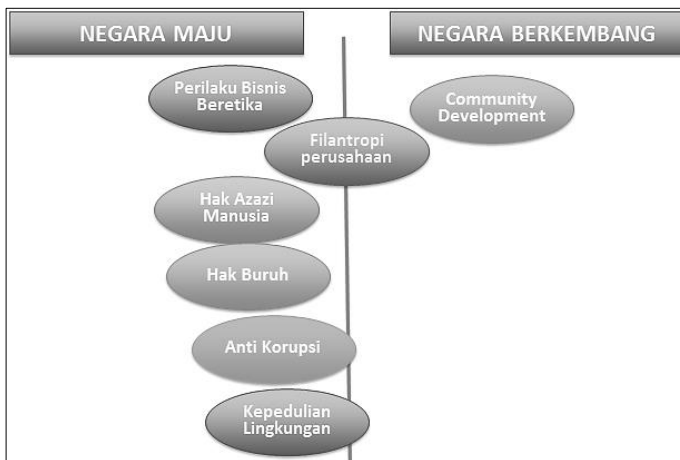 NEGARA MAJU
NEGARA BERKEMBANG
Perilaku Bisnis
Beretika
Community
Development
Filantropi
perusahaan
Hak Azazi
Manusia
Hak Buruh
Anti Korupsi
Kepedulian
Lingkungan